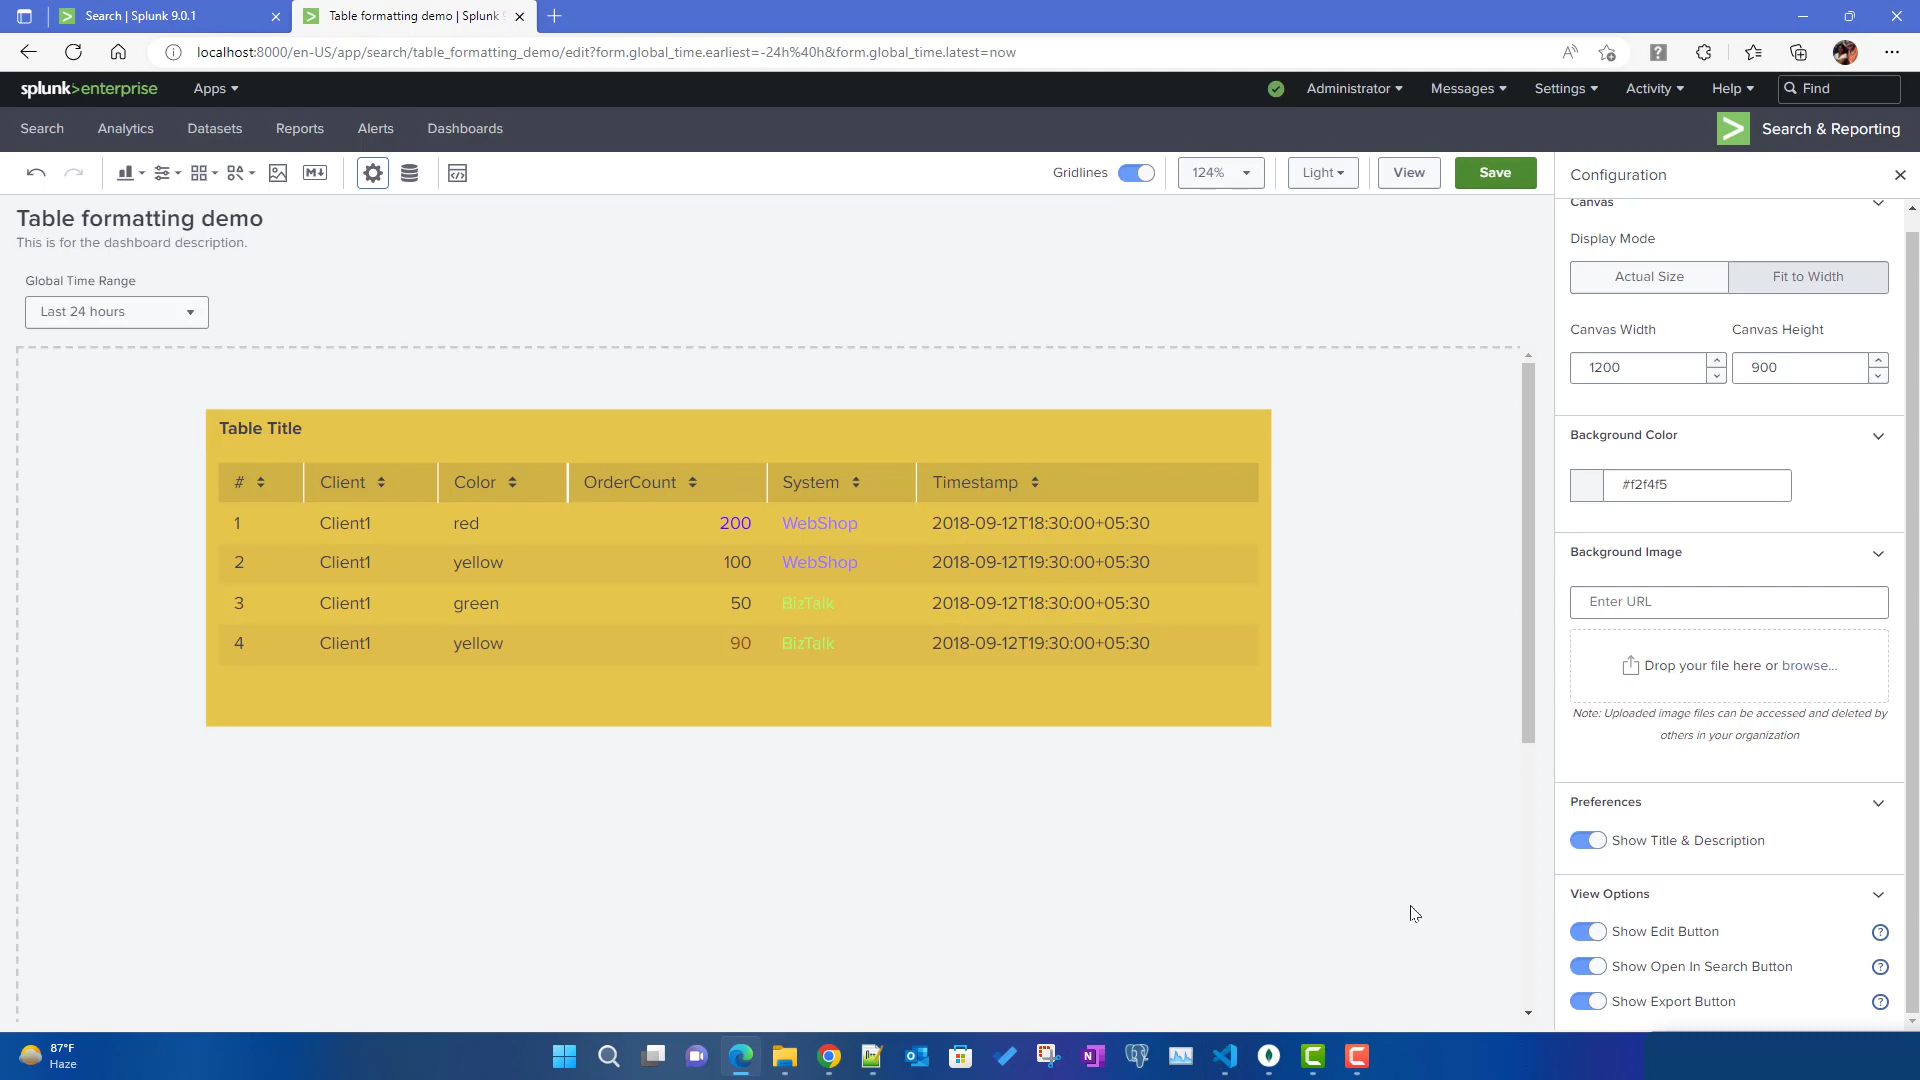 Search | Splunk 9.0.1
Table formatting demo | Splunk
localhost:8000/en-US/app/search/table_formatting_demo/edit?form.global_time.earliest=-24h%40h&form.global_time.latest=now
splunk>enterprise
Apps
Administrator
Messages
Settings
Activity
Help
Find
Search
Analytics
Datasets
Reports
Alerts
Dashboards
Search & Reporting
Gridlines
124%
Light
View
Save
Configuration
Table formatting demo
This is for the dashboard description.
Global Time Range
Last 24 hours
Table Title
# Client Color OrderCount System Timestamp
1 Client1 red 200 WebShop 2018-09-12T18:30:00+05:30
2 Client1 yellow 100 WebShop 2018-09-12T19:30:00+05:30
3 Client1 green 50 BizTalk 2018-09-12T18:30:00+05:30
4 Client1 yellow 90 BizTalk 2018-09-12T19:30:00+05:30
Canvas
Display Mode
Actual Size
Fit to Width
Canvas Width
Canvas Height
1200
900
Background Color
#f2f4f5
Background Image
Enter URL
Drop your file here or browse...
Note: Uploaded image files can be accessed and deleted by
others in your organization
Preferences
Show Title & Description
View Options
Show Edit Button
Show Open In Search Button
Show Export Button
87°F
Haze